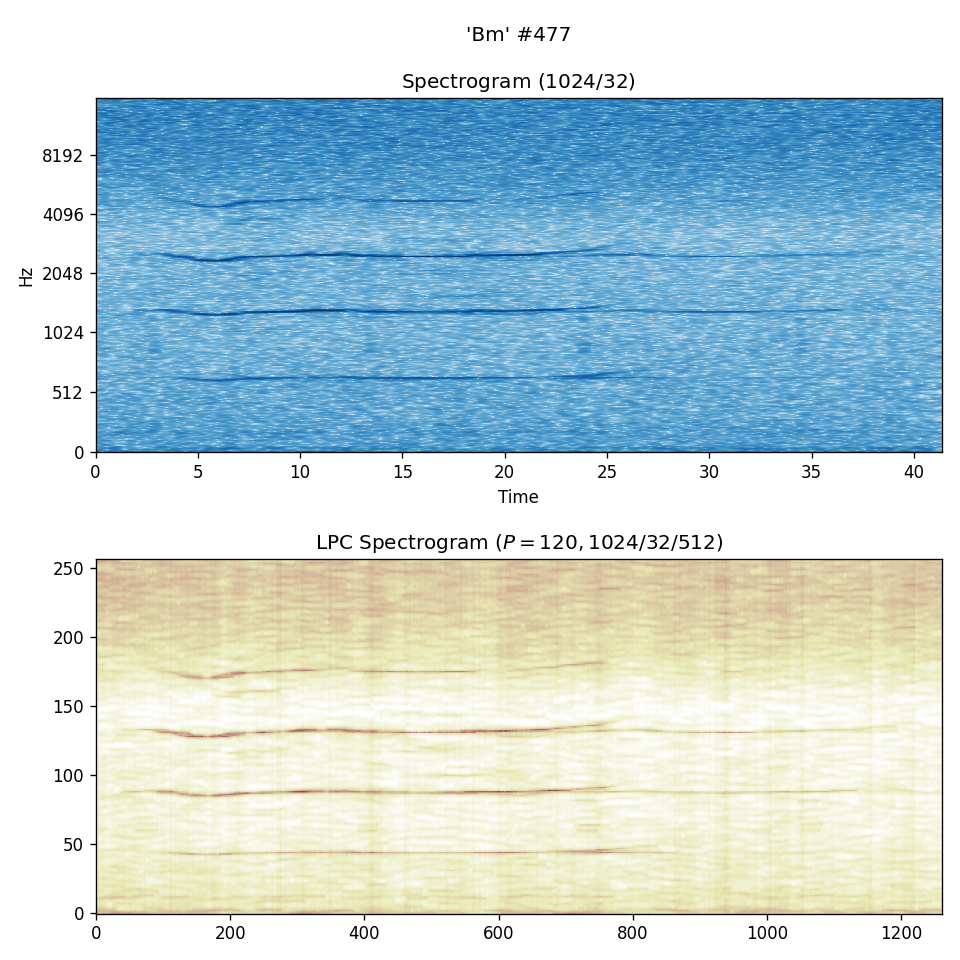 'Bm' #477
Spectrogram (1024/32)
8192
4096
2048
1024
512
0
Hz
0 5 10 15 20 25 30 35 40
Time
LPC Spectrogram (P = 120, 1024/32/512)
250
200
150
100
50
0
0 200 400 600 800 1000 1200